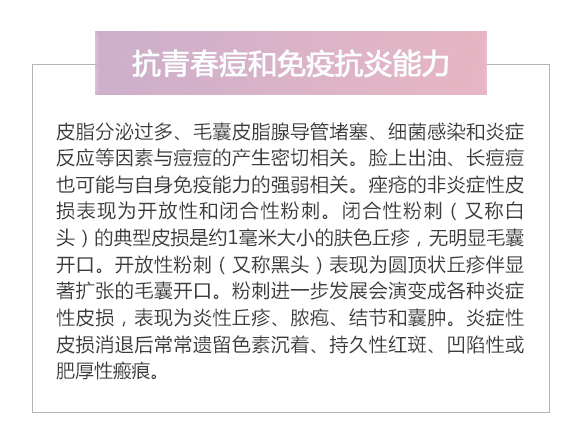 抗青春痘和免疫抗炎能力
皮脂分泌过多、毛囊皮脂腺导管堵塞、细菌感染和炎症
反应等因素与痘痘的产生密切相关。脸上出油、长痘痘
也可能与自身免疫能力的强弱相关。痤疮的非炎症性皮
损表现为开放性和闭合性粉刺。闭合性粉刺（又称白
头）的典型皮损是约1毫米大小的肤色丘疹，无明显毛囊
开口。开放性粉刺（又称黑头）表现为圆顶状丘疹伴显
著扩张的毛囊开口。粉刺进一步发展会演变成各种炎症
性皮损，表现为炎性丘疹、脓疱、结节和囊肿。炎症性
皮损消退后常常遗留色素沉着、持久性红斑、凹陷性或
肥厚性瘢痕。